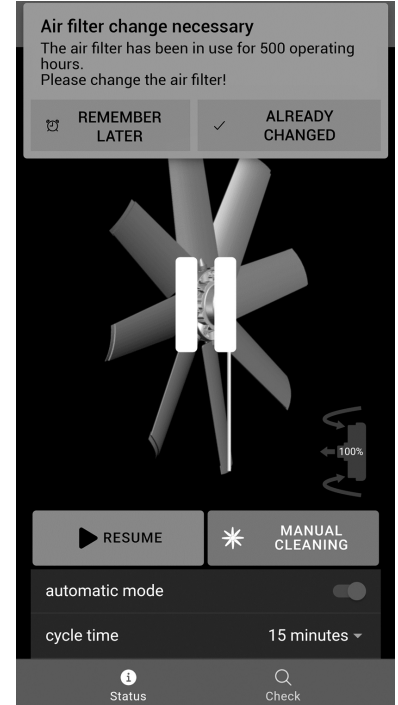 Air filter change necessary
The air filter has been in use for 500 operating
hours.
Please change the air filter!
REMEMBER
LATER
ALREADY
CHANGED
100%
RESUME
MANUAL
CLEANING
automatic mode
cycle time
15 minutes
Status
Check